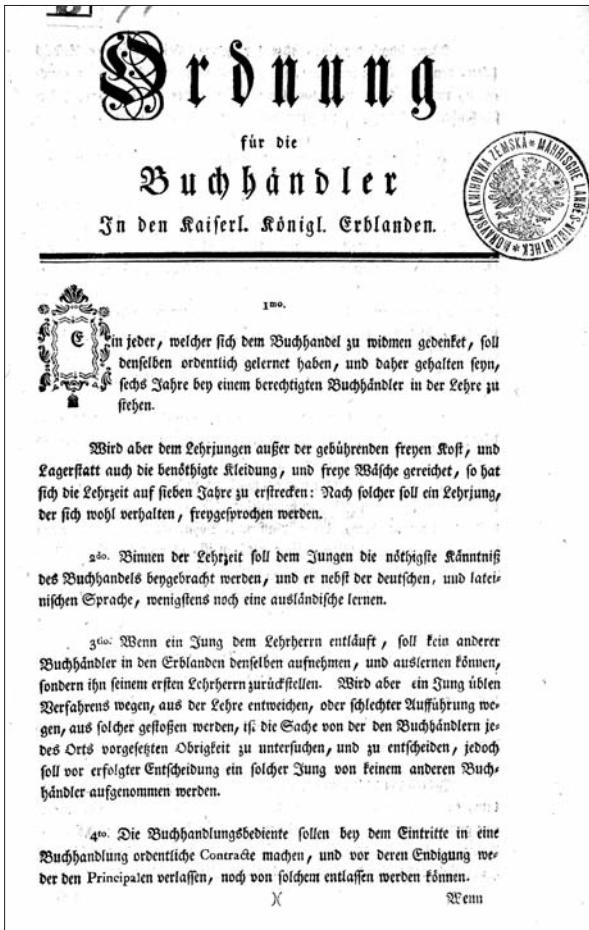 Ordnung
für die
Buchhändler
In den Kaiserl. Königl. Erblanden.
MORAVSKÁ KNIHOVNA ZEMSKÁ * MÄHRISCHE LANDES-BIBLIOTHEK *
1mo.
Ein jeder, welcher sich dem Buchhandel zu widmen gedenket, soll
denselben ordentlich gelernet haben, und daher gehalten seyn,
sechs Jahre bey einem berechtigten Buchhändler in der Lehre zu
stehen.
Wird aber dem Lehrjungen außer der gebührenden freyen Kost, und
Lagerstatt auch die benöthigte Kleidung, und freye Wäsche gereichet, so hat
sich die Lehrzeit auf sieben Jahre zu erstrecken: Nach solcher soll ein Lehrjung,
der sich wohl verhalten, freygesprochen werden.
2do. Binnen der Lehrzeit soll dem Jungen die nöthigste Känntniß
des Buchhandels beygebracht werden, und er nebst der deutschen, und latei-
nischen Sprache, wenigstens noch eine ausländische lernen.
3tio. Wenn ein Jung dem Lehrherrn entläuft, soll kein anderer
Buchhändler in den Erblanden denselben aufnehmen, und auslernen können,
sondern ihn seinem ersten Lehrherrn zurückstellen. Wird aber ein Jung üblen
Verfahrens wegen, aus der Lehre entweichen, oder schlechter Aufführung we-
gen, aus solcher gestoßen werden, ist die Sache von der den Buchhändlern je-
des Orts vorgesetzten Obrigkeit zu untersuchen, und zu entscheiden, jedoch
soll vor erfolgter Entscheidung ein solcher Jung von keinem anderen Buch-
händler aufgenommen werden.
4to. Die Buchhandlungsbediente sollen bey dem Eintritte in eine
Buchhandlung ordentliche Contracte machen, und vor deren Endigung we-
der den Principalen verlassen, noch von solchem entlassen werden können.
)( Wenn